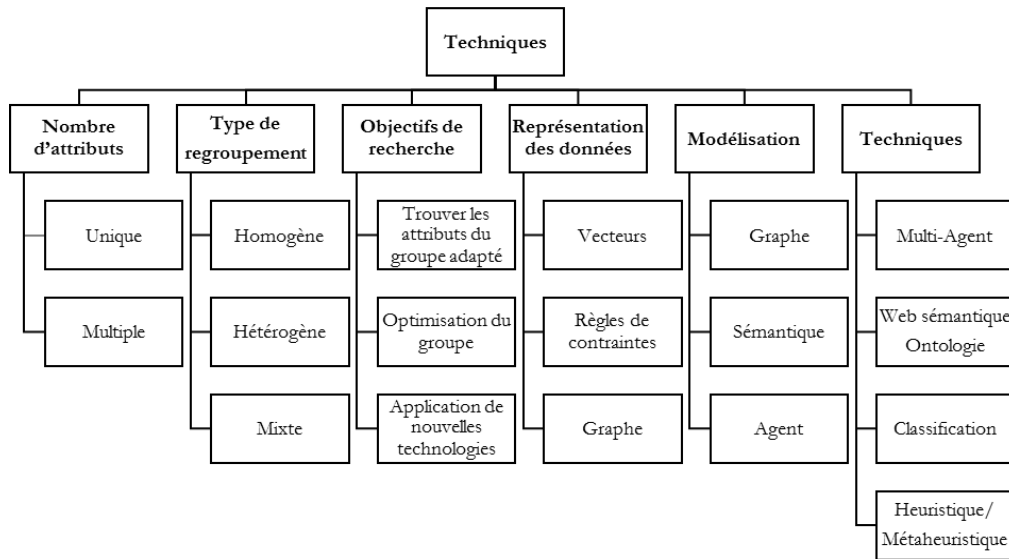 Techniques
Nombre
d'attributs
Type de
regroupement
Objectifs de
recherche
Représentation
des données
Modélisation
Techniques
Unique
Homogène
Trouver les
attributs du
groupe adapté
Vecteurs
Graphe
Multi-Agent
Multiple
Hétérogène
Optimisation du
groupe
Règles de
contraintes
Sémantique
Web sémantique
Ontologie
Mixte
Application de
nouvelles
technologies
Graphe
Agent
Classification
Heuristique/
Métaheuristique